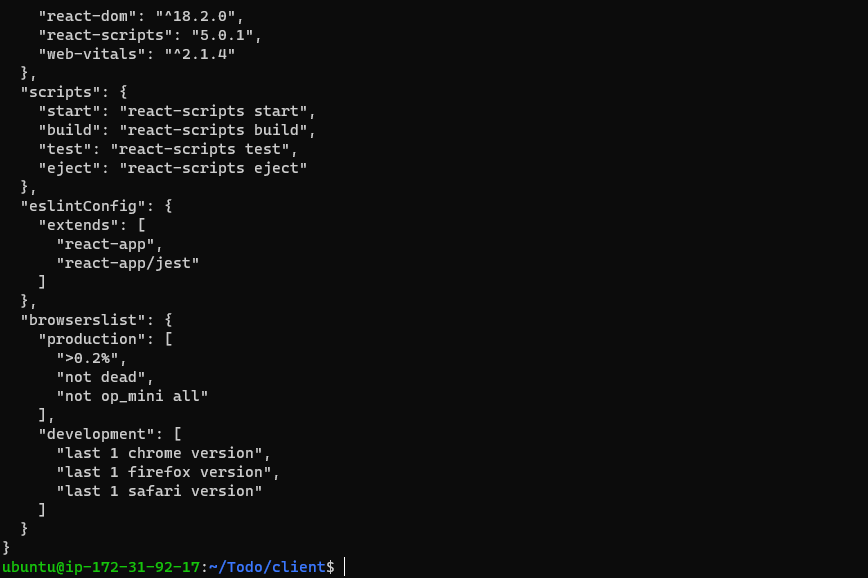 "react-dom": "^18.2.0",
    "react-scripts": "5.0.1",
    "web-vitals": "^2.1.4"
  },
  "scripts": {
    "start": "react-scripts start",
    "build": "react-scripts build",
    "test": "react-scripts test",
    "eject": "react-scripts eject"
  },
  "eslintConfig": {
    "extends": [
      "react-app",
      "react-app/jest"
    ]
  },
  "browserslist": {
    "production": [
      ">0.2%",
      "not dead",
      "not op_mini all"
    ],
    "development": [
      "last 1 chrome version",
      "last 1 firefox version",
      "last 1 safari version"
    ]
  }
}
ubuntu@ip-172-31-92-17:~/Todo/client$